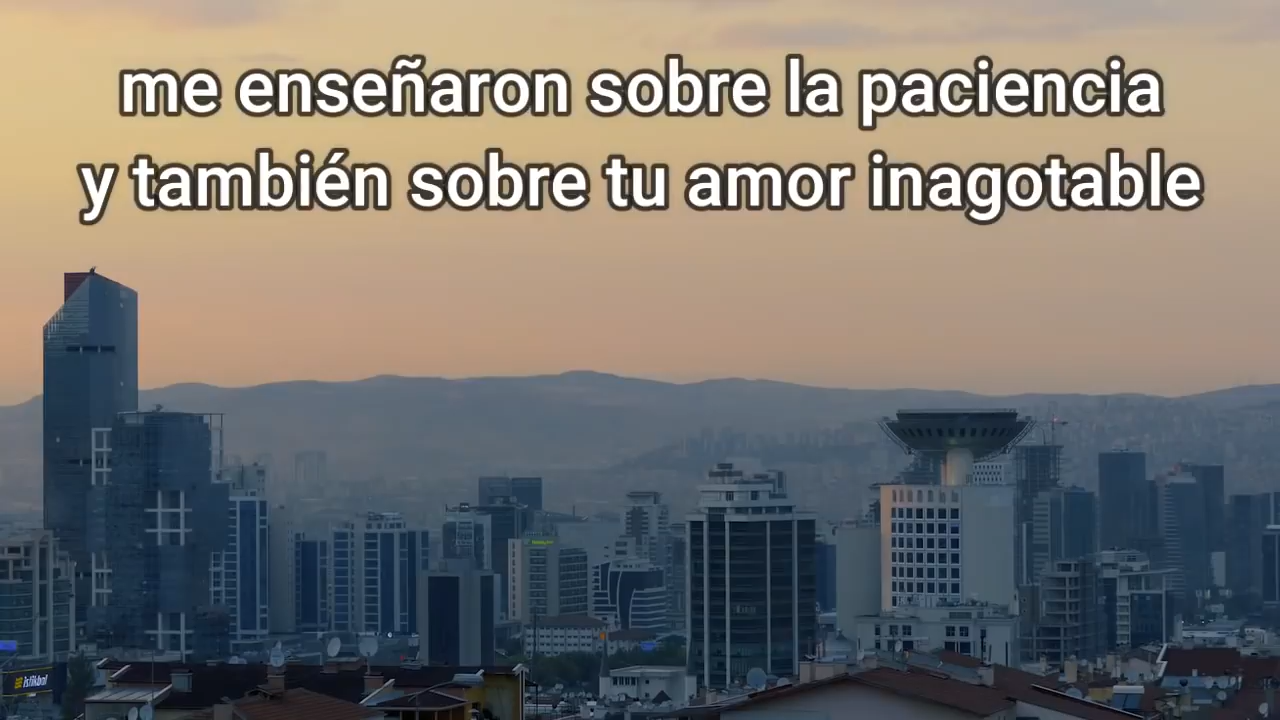 me enseñaron sobre la paciencia
y también sobre tu amor inagotable